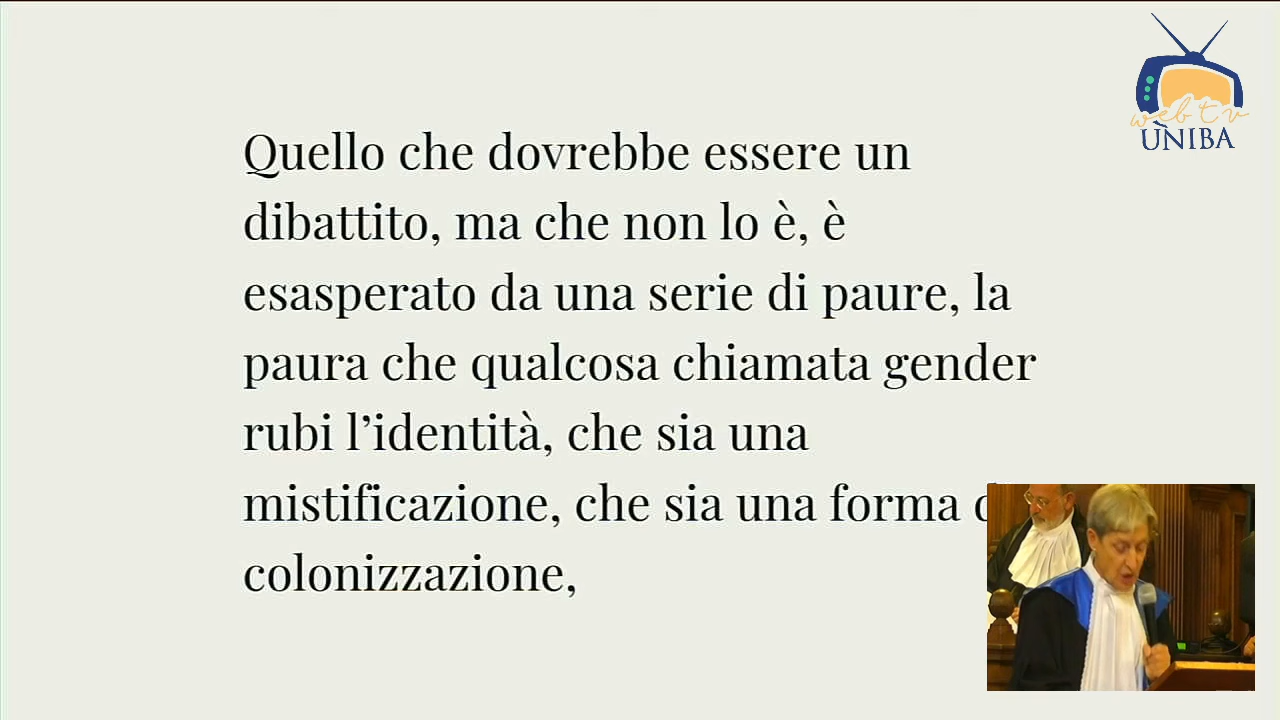 web tv
UNIBA
Quello che dovrebbe essere un
dibattito, ma che non lo è, è
esasperato da una serie di paure, la
paura che qualcosa chiamata gender
rubi l’identità, che sia una
mistificazione, che sia una forma
colonizzazione,